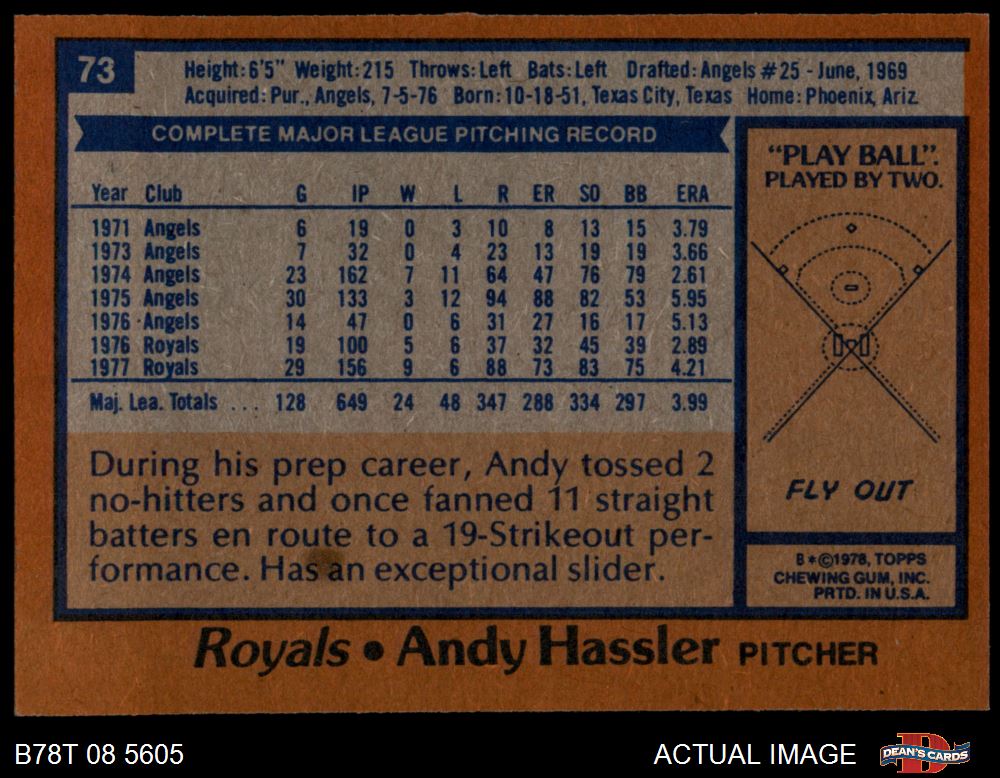 73
Height: 6'5" Weight: 215 Throws: Left Bats: Left Drafted: Angels #25 - June, 1969
Acquired: Pur., Angels, 7-5-76 Born: 10-18-51, Texas City, Texas Home: Phoenix, Ariz.
COMPLETE MAJOR LEAGUE PITCHING RECORD
Year Club G IP W L R ER SO BB ERA
1971 Angels 6 19 0 3 10 8 13 15 3.79
1973 Angels 7 32 0 4 23 13 19 19 3.66
1974 Angels 23 162 7 11 64 47 76 79 2.61
1975 Angels 30 133 3 12 94 88 82 53 5.95
1976 Angels 14 47 0 6 31 27 16 17 5.13
1976 Royals 19 100 5 6 37 32 45 39 2.89
1977 Royals 29 156 9 6 88 73 83 75 4.21
Maj. Lea. Totals ... 128 649 24 48 347 288 334 297 3.99
During his prep career, Andy tossed 2
no-hitters and once fanned 11 straight
batters en route to a 19-Strikeout per-
formance. Has an exceptional slider.
"PLAY BALL".
PLAYED BY TWO.
FLY OUT
B*©1978, TOPPS
CHEWING GUM, INC.
PRTD. IN U.S.A.
Royals • Andy Hassler PITCHER
B78T 08 5605
ACTUAL IMAGE
D
DEAN'S CARDS